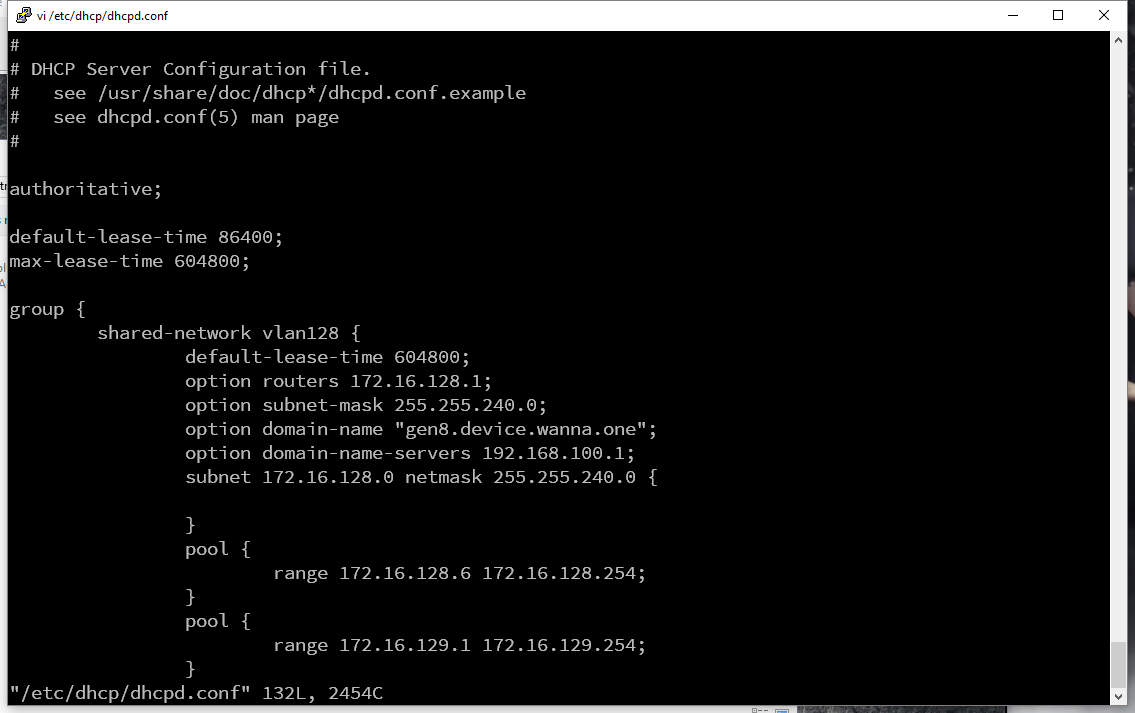 vi /etc/dhcp/dhcpd.conf
#
# DHCP Server Configuration file.
#   see /usr/share/doc/dhcp*/dhcpd.conf.example
#   see dhcpd.conf(5) man page
#
authoritative;
default-lease-time 86400;
max-lease-time 604800;
group {
        shared-network vlan128 {
                default-lease-time 604800;
                option routers 172.16.128.1;
                option subnet-mask 255.255.240.0;
                option domain-name "gen8.device.wanna.one";
                option domain-name-servers 192.168.100.1;
                subnet 172.16.128.0 netmask 255.255.240.0 {
                }
                pool {
                        range 172.16.128.6 172.16.128.254;
                }
                pool {
                        range 172.16.129.1 172.16.129.254;
                }
"/etc/dhcp/dhcpd.conf" 132L, 2454C